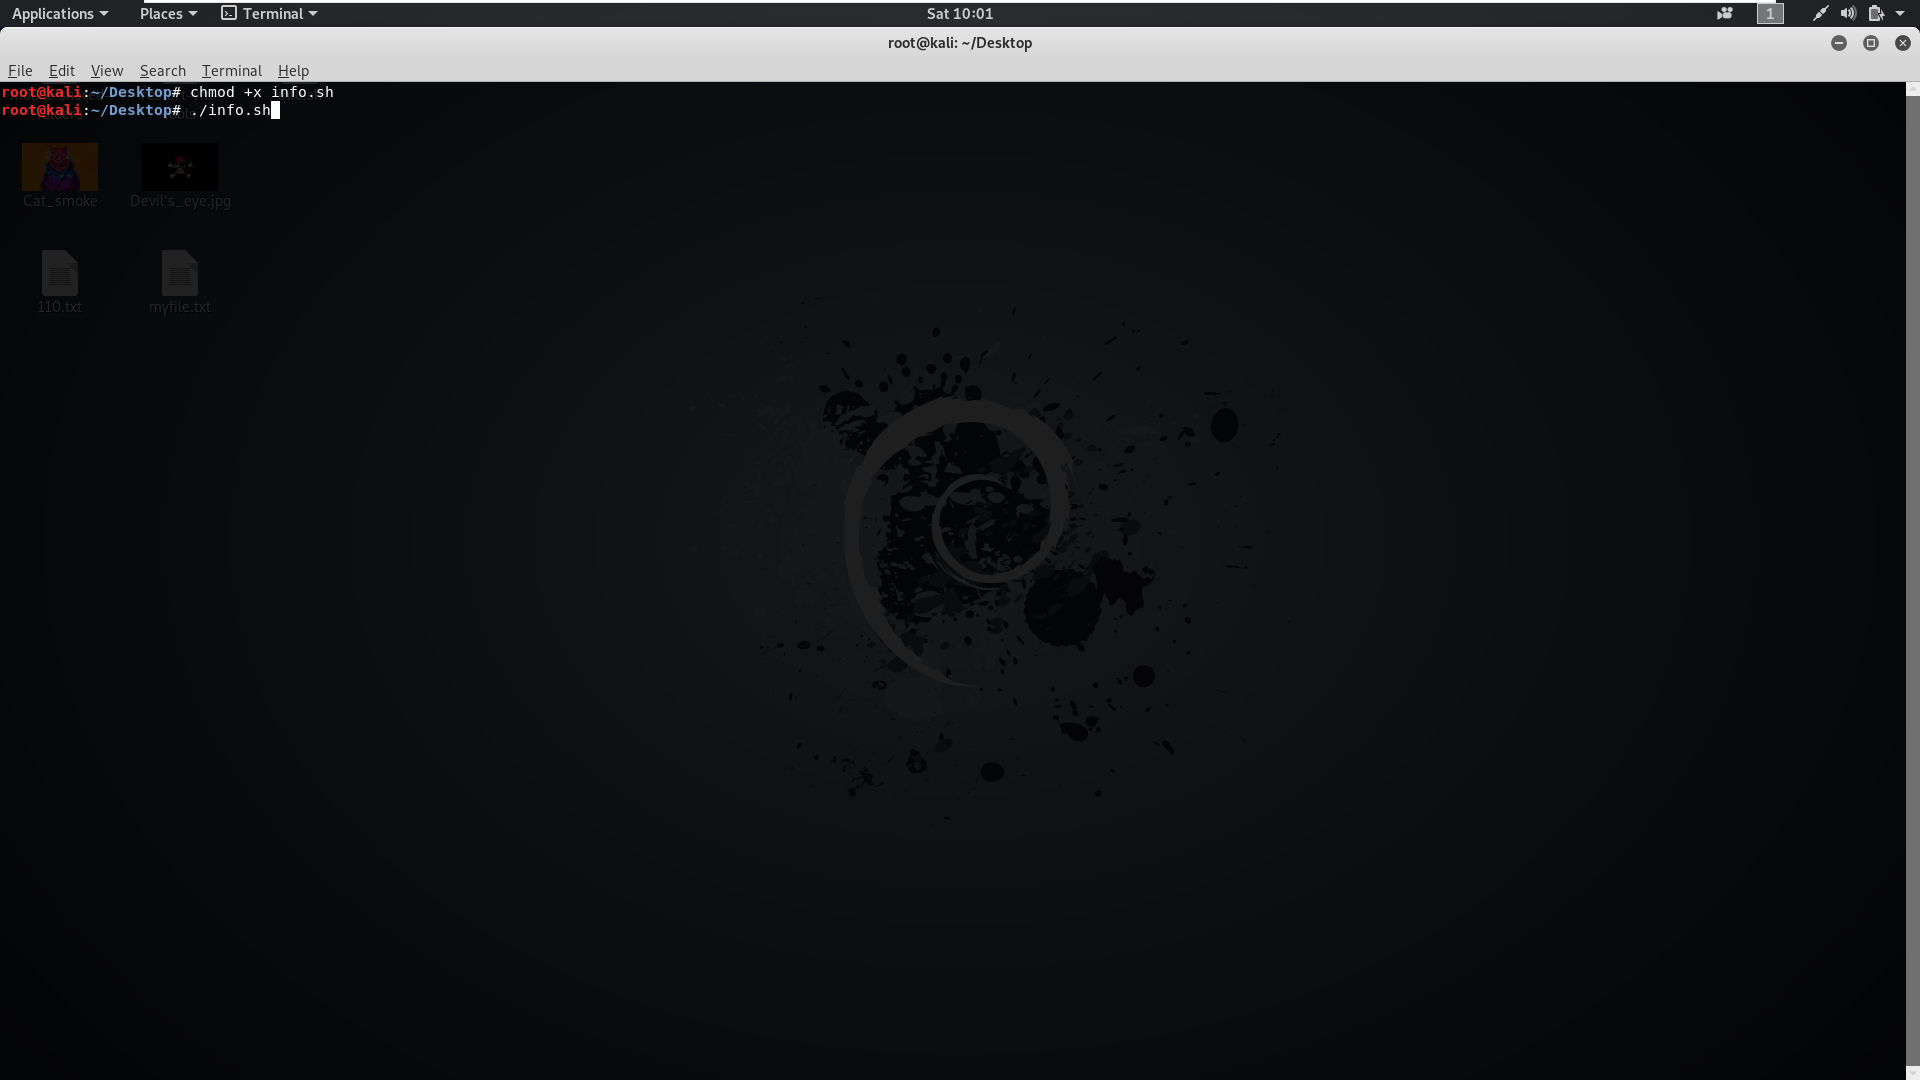 Applications Places Terminal Sat 10:01 1
root@kali: ~/Desktop
File Edit View Search Terminal Help
root@kali:~/Desktop# chmod +x info.sh
root@kali:~/Desktop# ./info.sh
Cat_smoke Devil's_eye.jpg
110.txt myfile.txt